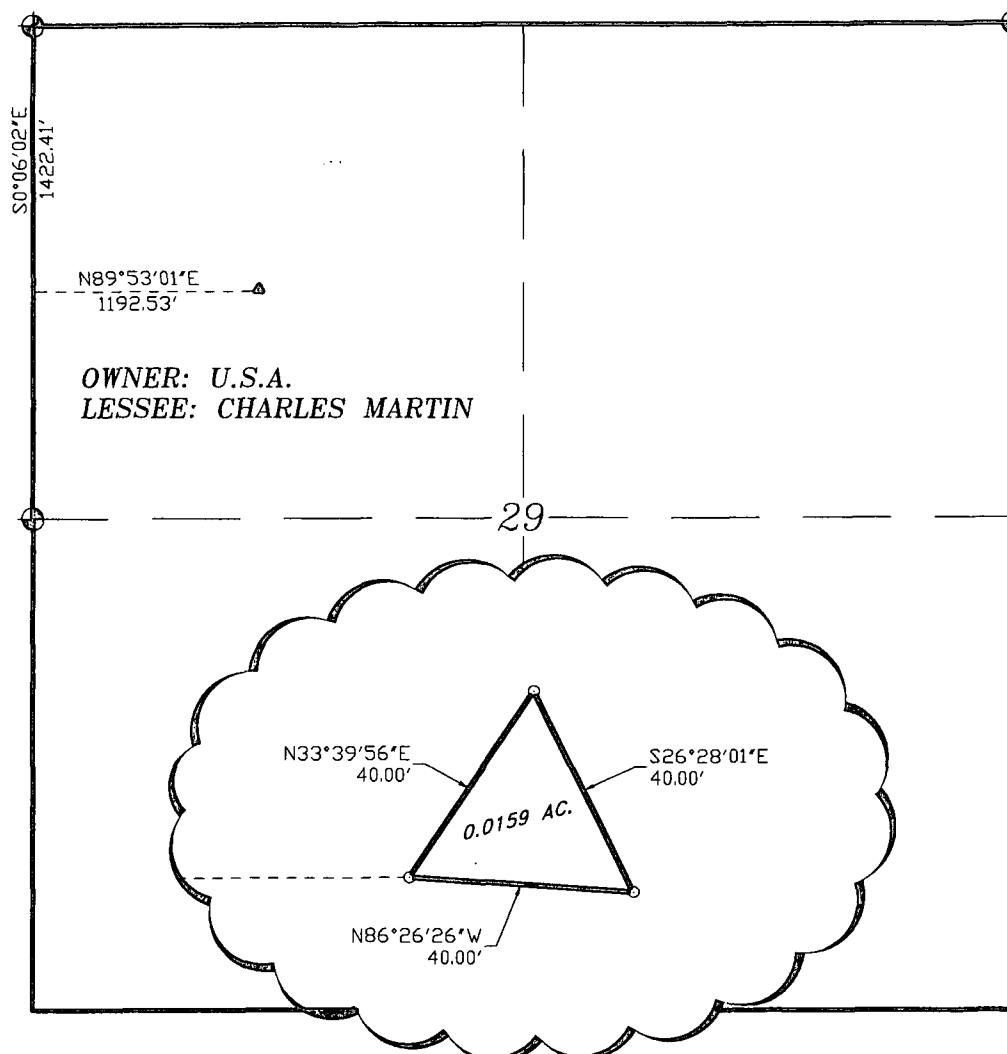 S0°06'02"E
1422.41'
N89°53'01"E
1192.53'
OWNER: U.S.A.
LESSEE: CHARLES MARTIN
29
N33°39'56"E
40.00'
S26°28'01"E
40.00'
0.0159 AC.
N86°26'26"W
40.00'